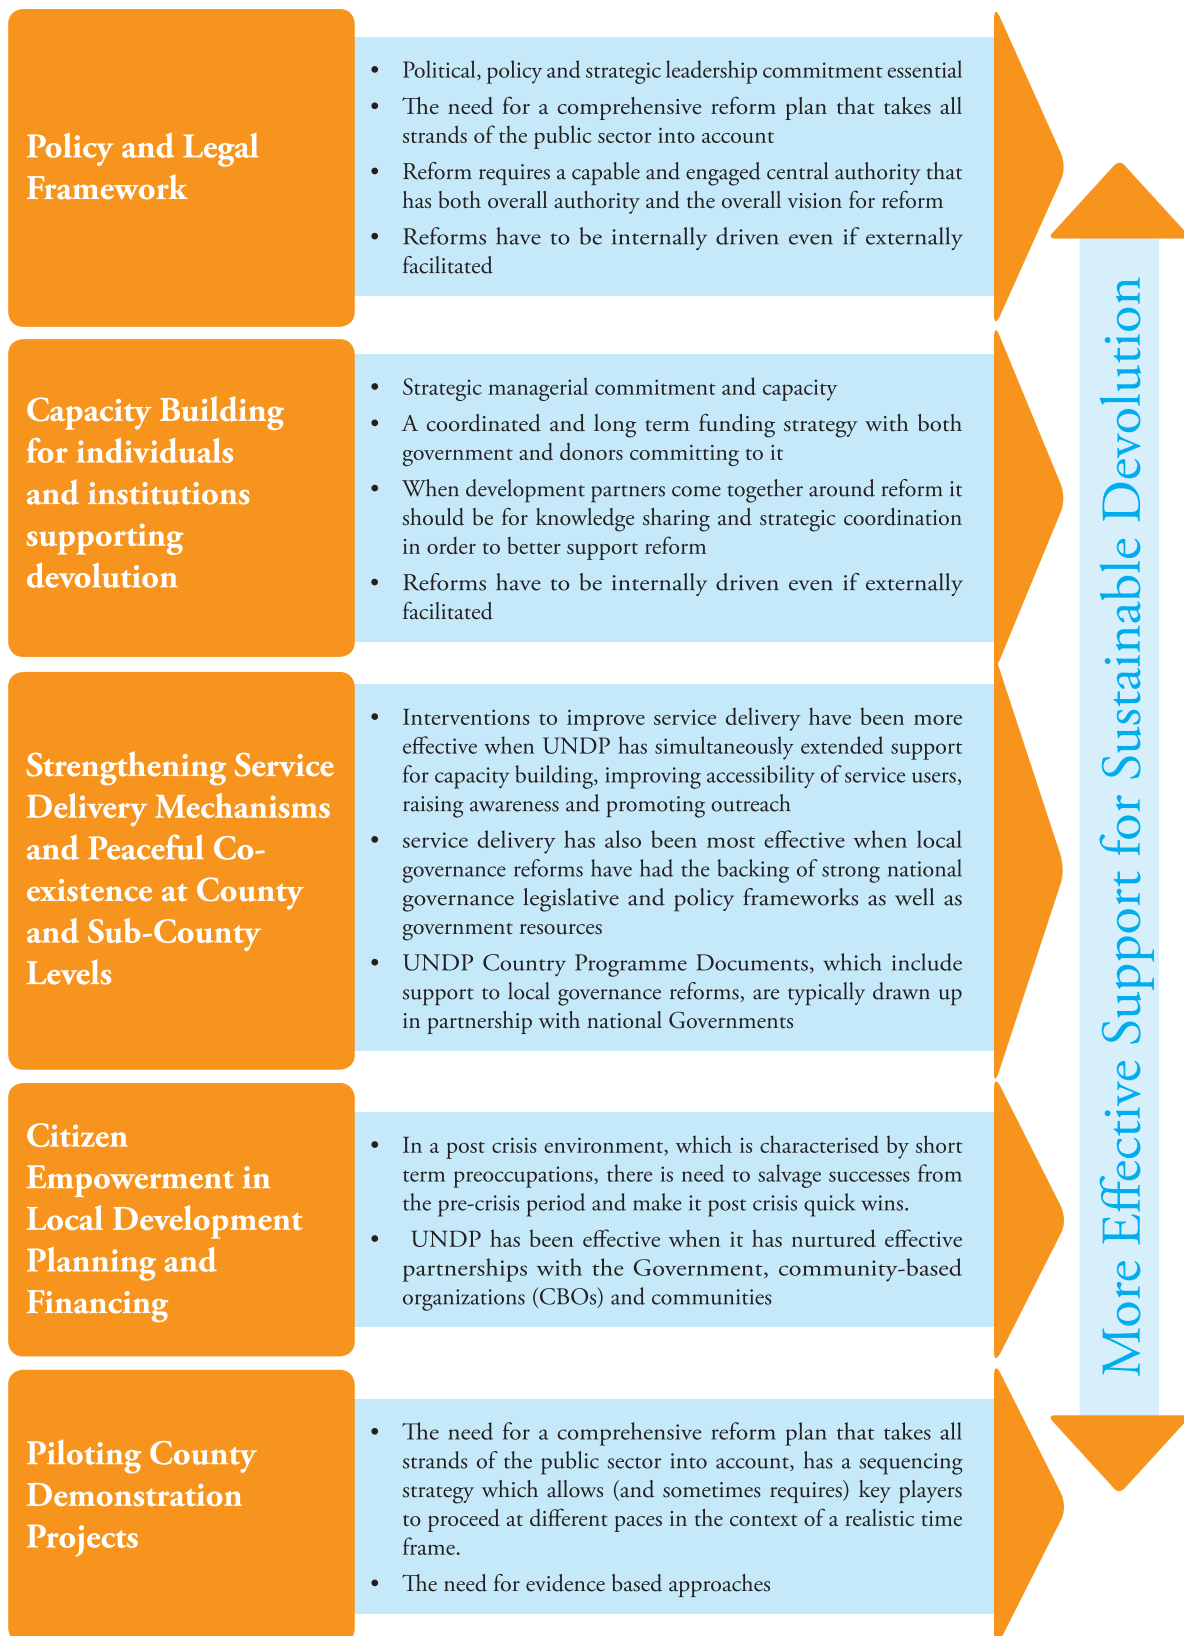 Policy and Legal
Framework
• Political, policy and strategic leadership commitment essential
• The need for a comprehensive reform plan that takes all
strands of the public sector into account
• Reform requires a capable and engaged central authority that
has both overall authority and the overall vision for reform
• Reforms have to be internally driven even if externally
facilitated
Capacity Building
for individuals
and institutions
supporting
devolution
• Strategic managerial commitment and capacity
• A coordinated and long term funding strategy with both
government and donors committing to it
• When development partners come together around reform it
should be for knowledge sharing and strategic coordination
in order to better support reform
• Reforms have to be internally driven even if externally
facilitated
Strengthening Service
Delivery Mechanisms
and Peaceful Co-
existence at County
and Sub-County
Levels
• Interventions to improve service delivery have been more
effective when UNDP has simultaneously extended support
for capacity building, improving accessibility of service users,
raising awareness and promoting outreach
• service delivery has also been most effective when local
governance reforms have had the backing of strong national
governance legislative and policy frameworks as well as
government resources
• UNDP Country Programme Documents, which include
support to local governance reforms, are typically drawn up
in partnership with national Governments
Citizen
Empowerment in
Local Development
Planning and
Financing
• In a post crisis environment, which is characterised by short
term preoccupations, there is need to salvage successes from
the pre-crisis period and make it post crisis quick wins.
• UNDP has been effective when it has nurtured effective
partnerships with the Government, community-based
organizations (CBOs) and communities
Piloting County
Demonstration
Projects
• The need for a comprehensive reform plan that takes all
strands of the public sector into account, has a sequencing
strategy which allows (and sometimes requires) key players
to proceed at different paces in the context of a realistic time
frame.
• The need for evidence based approaches
More Effective Support for Sustainable Devolution